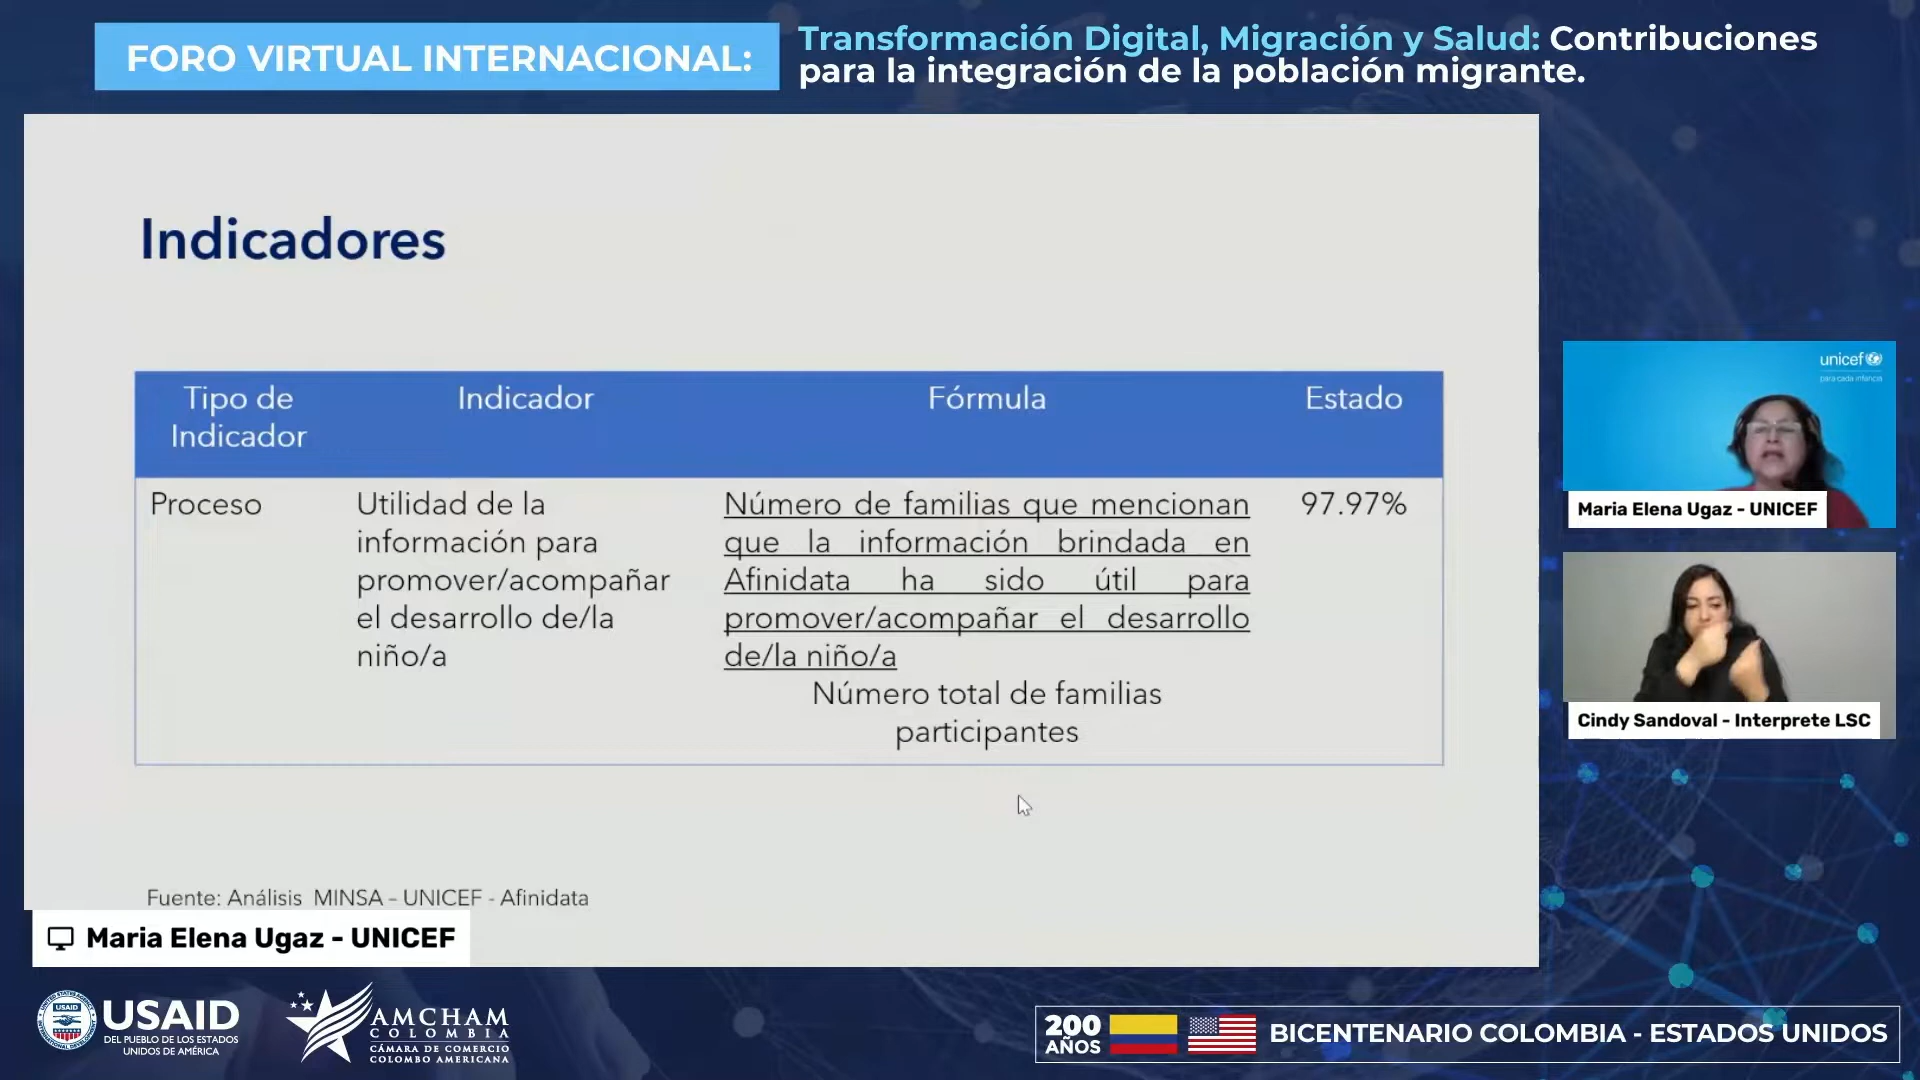 FORO VIRTUAL INTERNACIONAL:
Transformación Digital, Migración y Salud: Contribuciones
para la integración de la población migrante.
Indicadores
Tipo de
Indicador
Indicador
Fórmula
Estado
Proceso
Utilidad de la
información para
promover/acompañar
el desarrollo de/la
niño/a
Número de familias que mencionan
que la información brindada en
Afinidata ha sido útil para
promover/acompañar el desarrollo
de/la niño/a
Número total de familias
participantes
97.97%
Fuente: Análisis MINSA – UNICEF - Afinidata
Maria Elena Ugaz - UNICEF
unicef
para cada infancia
Maria Elena Ugaz - UNICEF
Cindy Sandoval - Interprete LSC
USAID
USAID
DEL PUEBLO DE LOS ESTADOS
UNIDOS DE AMÉRICA
AMCHAM
COLOMBIA
CÁMARA DE COMERCIO
COLOMBO AMERICANA
200
AÑOS
BICENTENARIO COLOMBIA - ESTADOS UNIDOS